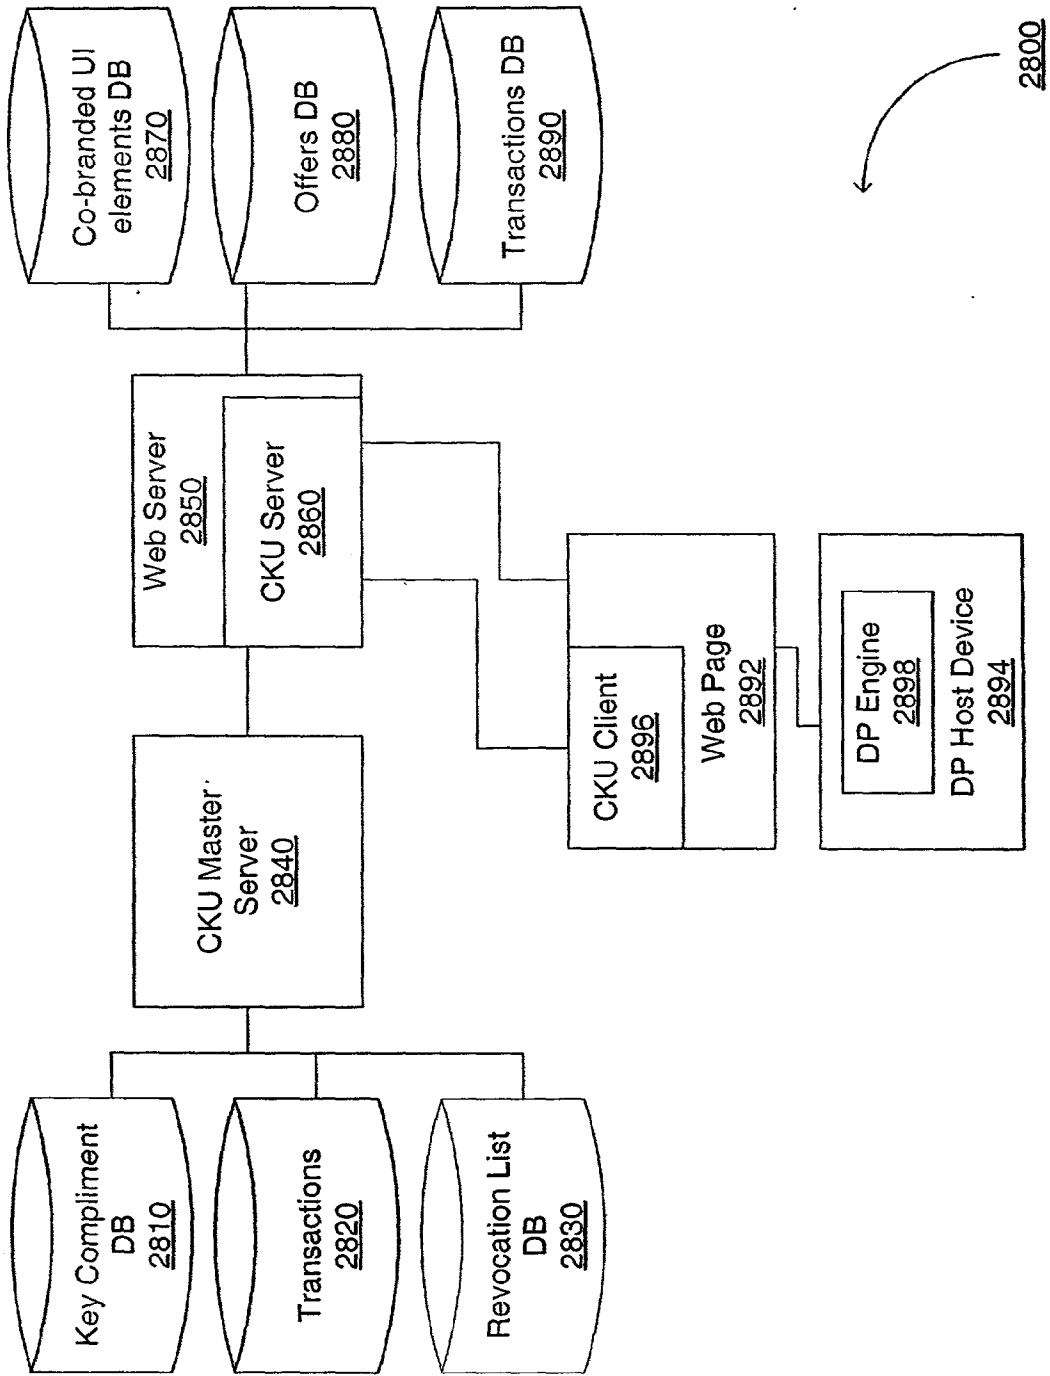 Key Compliment
DB
2810
Transactions
2820
Revocation List
DB
2830
CKU Master
Server
2840
Web Server
2850
CKU Server
2860
Co-branded UI
elements DB
2870
Offers DB
2880
Transactions DB
2890
CKU Client
2896
Web Page
2892
DP Engine
2898
DP Host Device
2894
2800